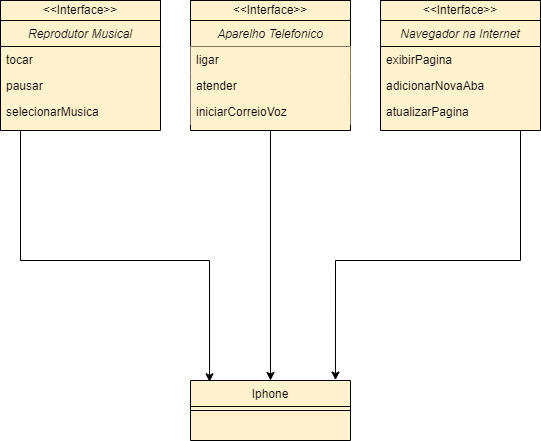 <<Interface>>
Reprodutor Musical
tocar
pausar
selecionarMusica
<<Interface>>
Aparelho Telefonico
ligar
atender
iniciarCorreioVoz
<<Interface>>
Navegador na Internet
exibirPagina
adicionarNovaAba
atualizarPagina
Iphone